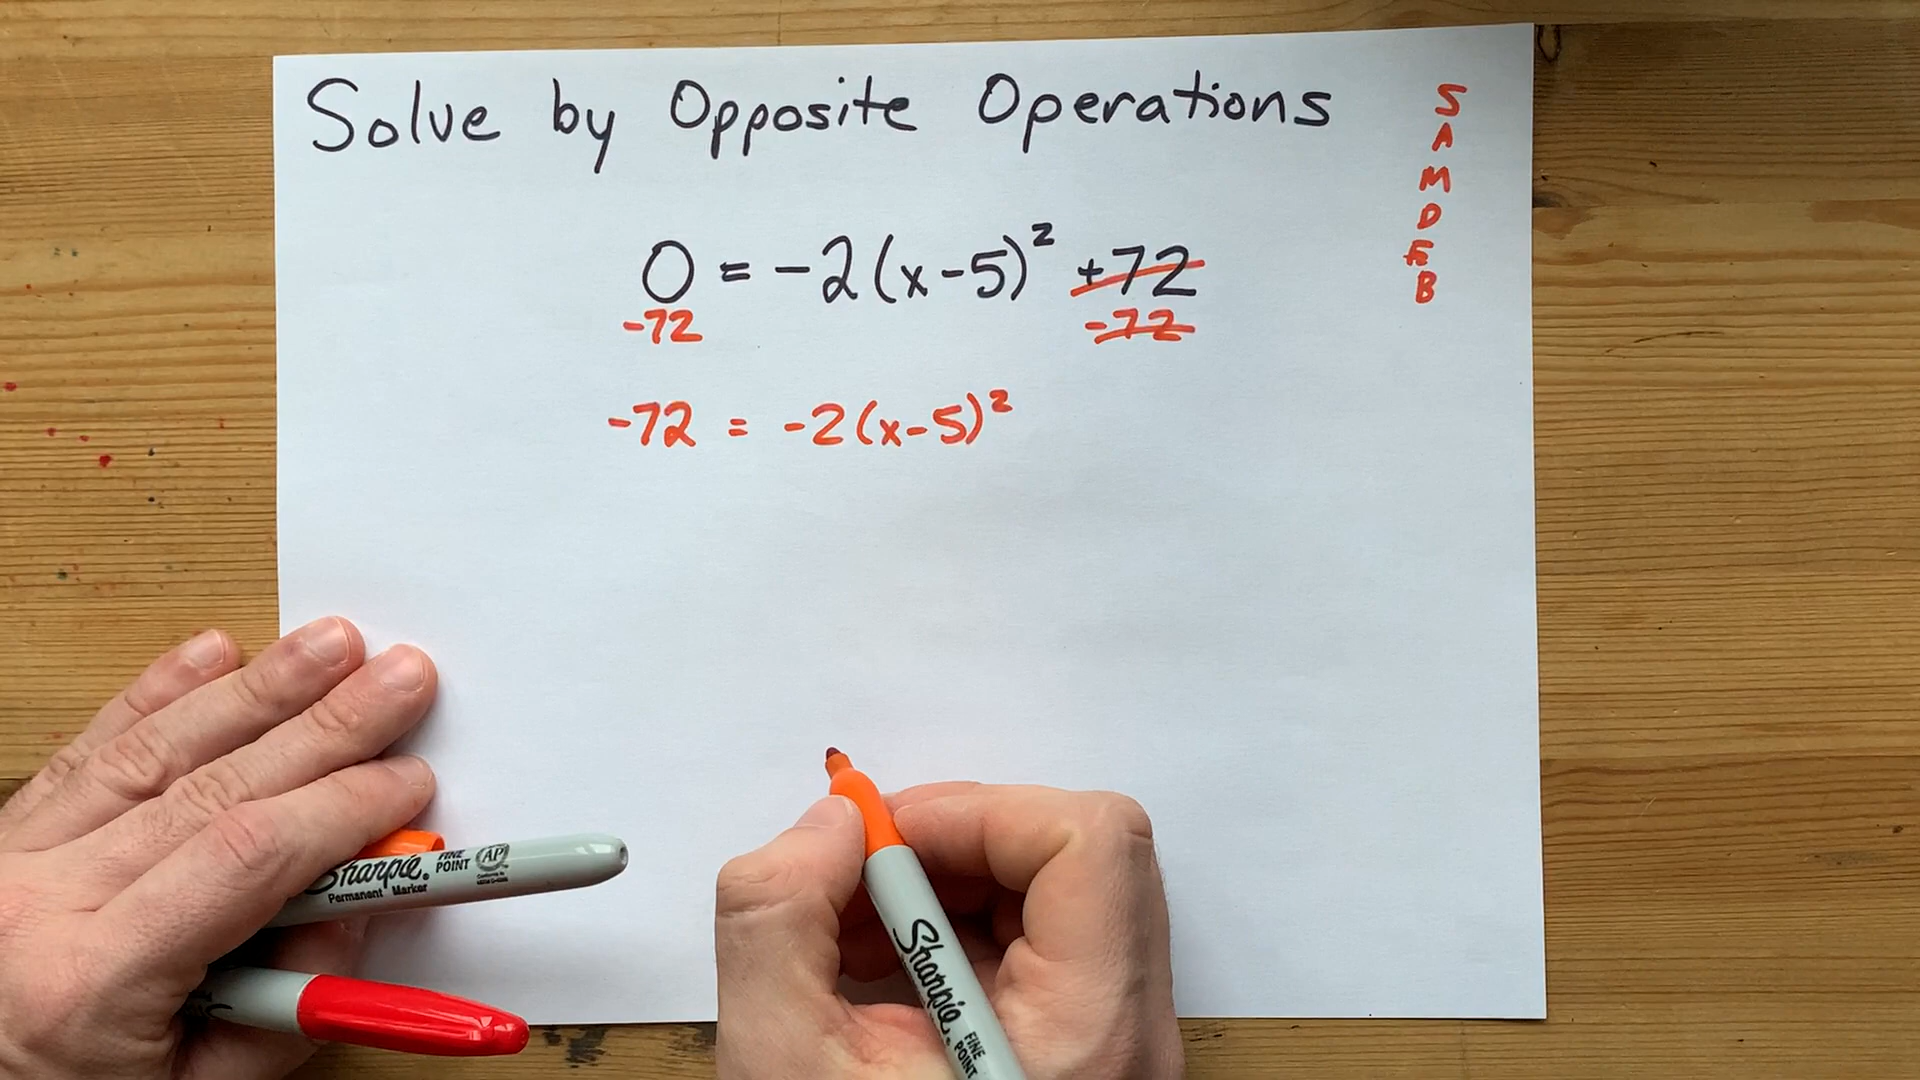 Solve by Opposite Operations
S
A
M
D
E
B
0 = -2(x-5)² +72
-72 -72
-72 = -2(x-5)²
Sharpie. FINE POINT AP
Permanent Marker
Sharpie. FINE POINT